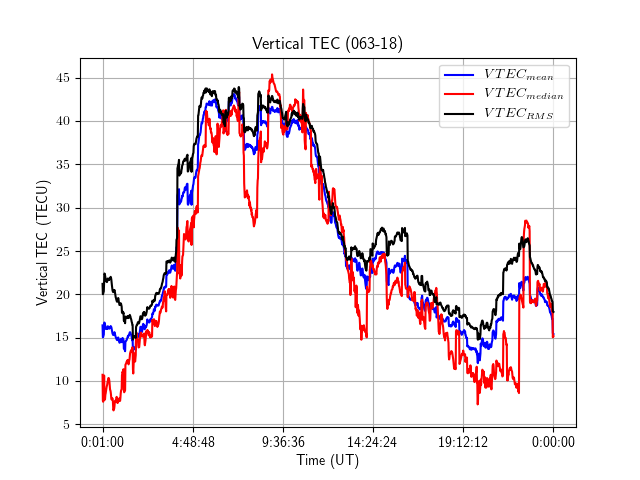 Vertical TEC (063-18)
VTEC_mean
VTEC_median
VTEC_RMS
Vertical TEC (TECU)
45
40
35
30
25
20
15
10
5
0:01:00 4:48:48 9:36:36 14:24:24 19:12:12 0:00:00
Time (UT)